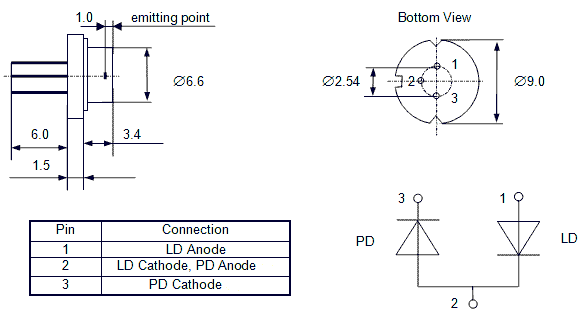 1.0 emitting point
Ø6.6
6.0
3.4
1.5
Bottom View
1
2
3
Ø2.54
Ø9.0
Pin Connection
1 LD Anode
2 LD Cathode, PD Anode
3 PD Cathode
3 1
PD LD
2